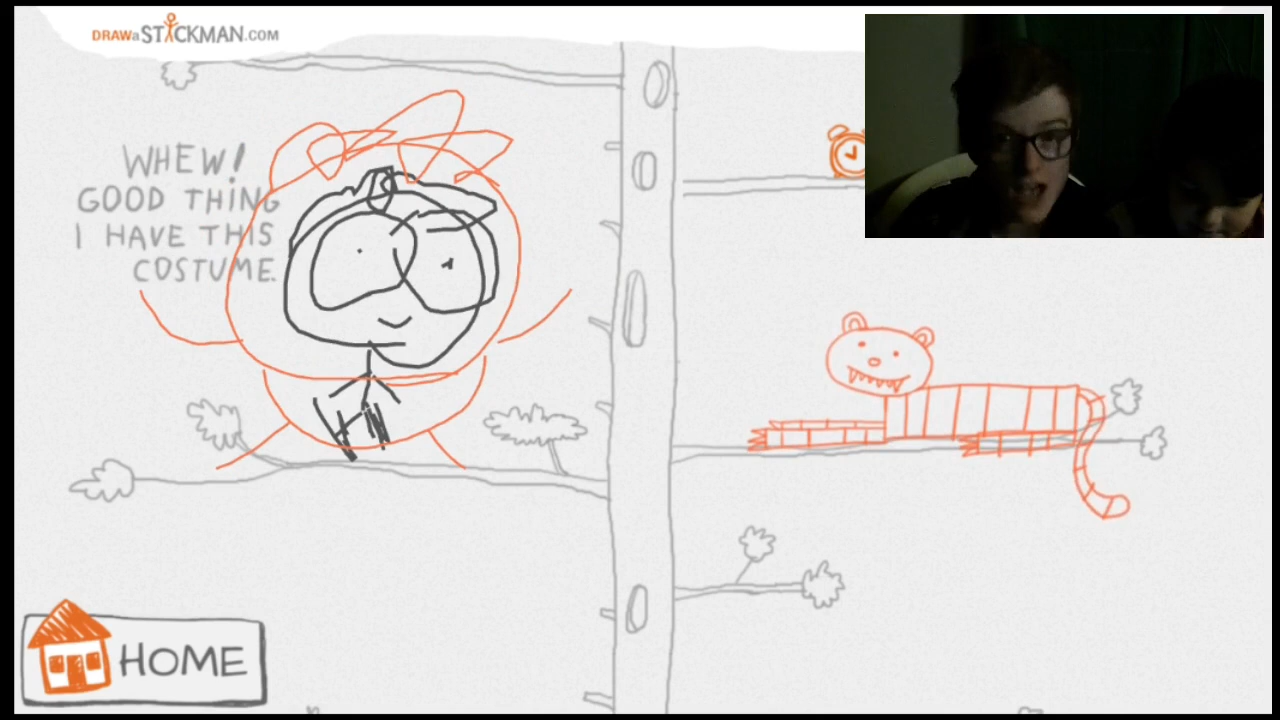 DRAWaSTICKMAN.COM
WHEW!
GOOD THING
I HAVE THIS
COSTUME.
HOME